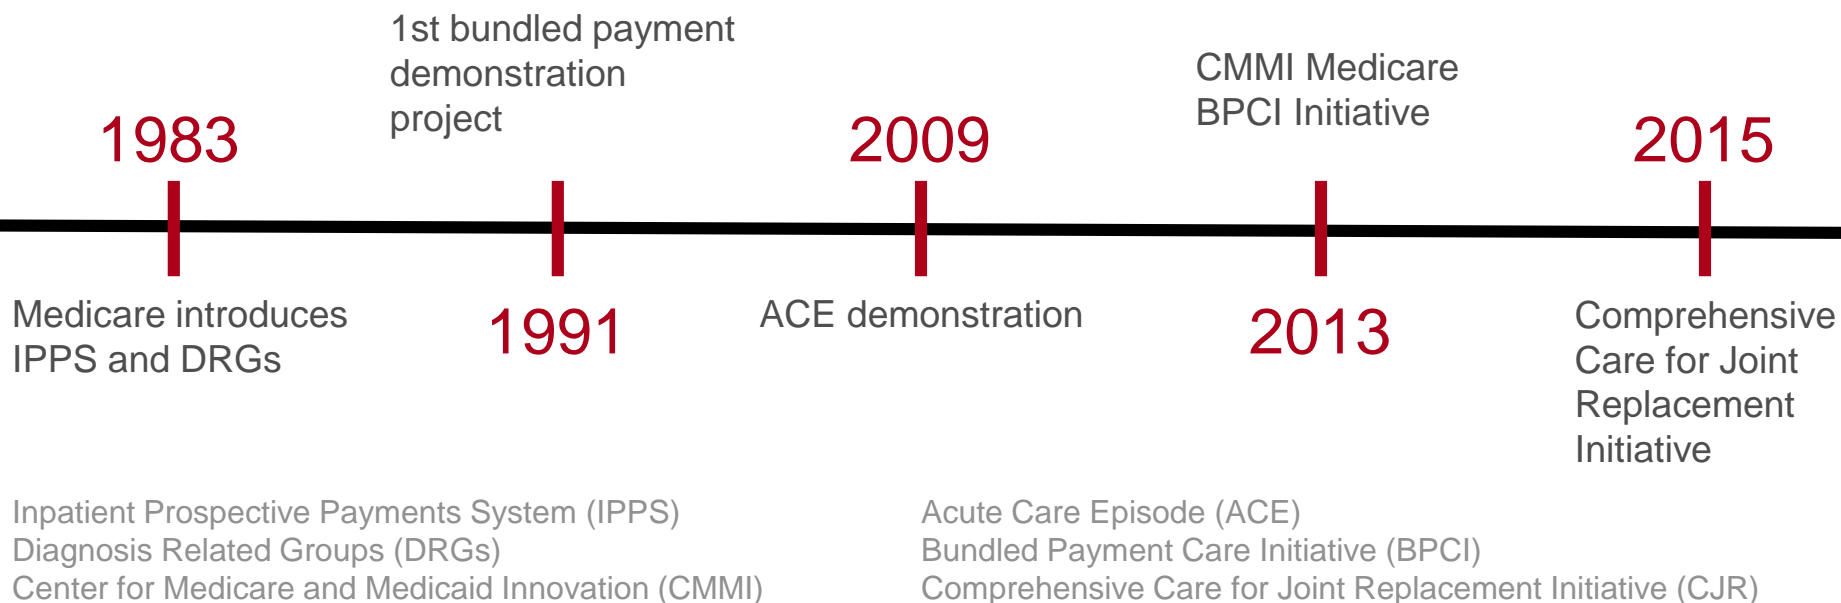 1983
Medicare introduces
IPPS and DRGs
1st bundled payment
demonstration
project
1991
2009
ACE demonstration
CMMI Medicare
BPCI Initiative
2013
2015
Comprehensive
Care for Joint
Replacement
Initiative
Inpatient Prospective Payments System (IPPS)
Diagnosis Related Groups (DRGs)
Center for Medicare and Medicaid Innovation (CMMI)
Acute Care Episode (ACE)
Bundled Payment Care Initiative (BPCI)
Comprehensive Care for Joint Replacement Initiative (CJR)